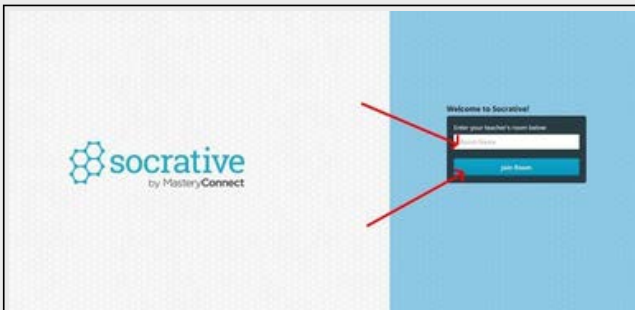 socrative
by MasteryConnect
Welcome to Socrative!
Enter your teacher's room below
Room Name
Join Room